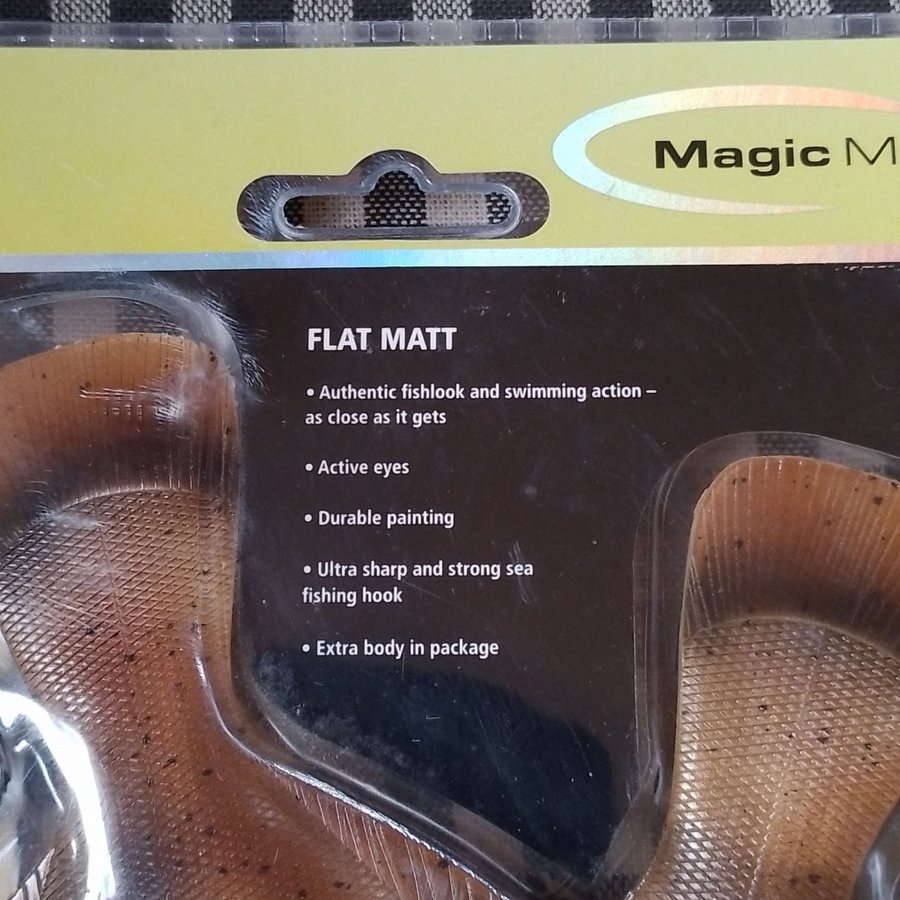 Magic M
FLAT MATT
• Authentic fishlook and swimming action –
as close as it gets
• Active eyes
• Durable painting
• Ultra sharp and strong sea
fishing hook
• Extra body in package